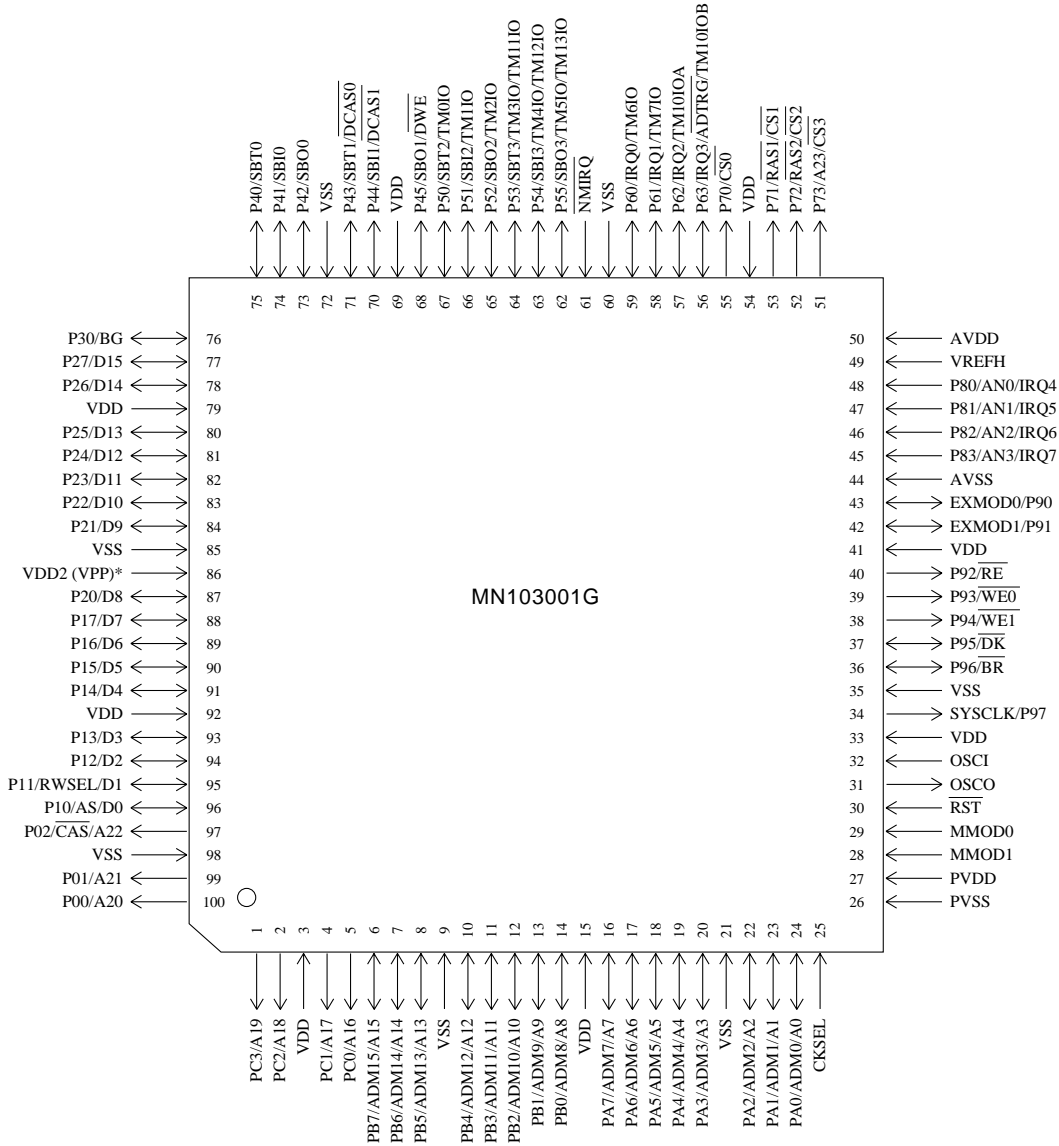 P40/SBT0
P41/SBI0
P42/SBO0
VSS
P43/SBT1/DCAS0
P44/SBI1/DCAS1
VDD
P45/SBO1/DWE
P50/SBT2/TM0IO
P51/SBI2/TM1IO
P52/SBO2/TM2IO
P53/SBT3/TM3IO/TM11IO
P54/SBI3/TM4IO/TM12IO
P55/SBO3/TM5IO/TM13IO
NMIRQ
VSS
P60/IRQ0/TM6IO
P61/IRQ1/TM7IO
P62/IRQ2/TM10IOA
P63/IRQ3/ADTRG/TM10IOB
P70/CS0
VDD
P71/RAS1/CS1
P72/RAS2/CS2
P73/A23/CS3
75 74 73 72 71 70 69 68 67 66 65 64 63 62 61 60 59 58 57 56 55 54 53 52 51
P30/BG 76
P27/D15 77
P26/D14 78
VDD 79
P25/D13 80
P24/D12 81
P23/D11 82
P22/D10 83
P21/D9 84
VSS 85
VDD2 (VPP)* 86
P20/D8 87
P17/D7 88
P16/D6 89
P15/D5 90
P14/D4 91
VDD 92
P13/D3 93
P12/D2 94
P11/RWSEL/D1 95
P10/AS/D0 96
P02/CAS/A22 97
VSS 98
P01/A21 99
P00/A20 100
MN103001G
50 AVDD
49 VREFH
48 P80/AN0/IRQ4
47 P81/AN1/IRQ5
46 P82/AN2/IRQ6
45 P83/AN3/IRQ7
44 AVSS
43 EXMOD0/P90
42 EXMOD1/P91
41 VDD
40 P92/RE
39 P93/WE0
38 P94/WE1
37 P95/DK
36 P96/BR
35 VSS
34 SYSCLK/P97
33 VDD
32 OSCI
31 OSCO
30 RST
29 MMOD0
28 MMOD1
27 PVDD
26 PVSS
1 2 3 4 5 6 7 8 9 10 11 12 13 14 15 16 17 18 19 20 21 22 23 24 25
PC3/A19
PC2/A18
VDD
PC1/A17
PC0/A16
PB7/ADM15/A15
PB6/ADM14/A14
PB5/ADM13/A13
VSS
PB4/ADM12/A12
PB3/ADM11/A11
PB2/ADM10/A10
PB1/ADM9/A9
PB0/ADM8/A8
VDD
PA7/ADM7/A7
PA6/ADM6/A6
PA5/ADM5/A5
PA4/ADM4/A4
PA3/ADM3/A3
VSS
PA2/ADM2/A2
PA1/ADM1/A1
PA0/ADM0/A0
CKSEL